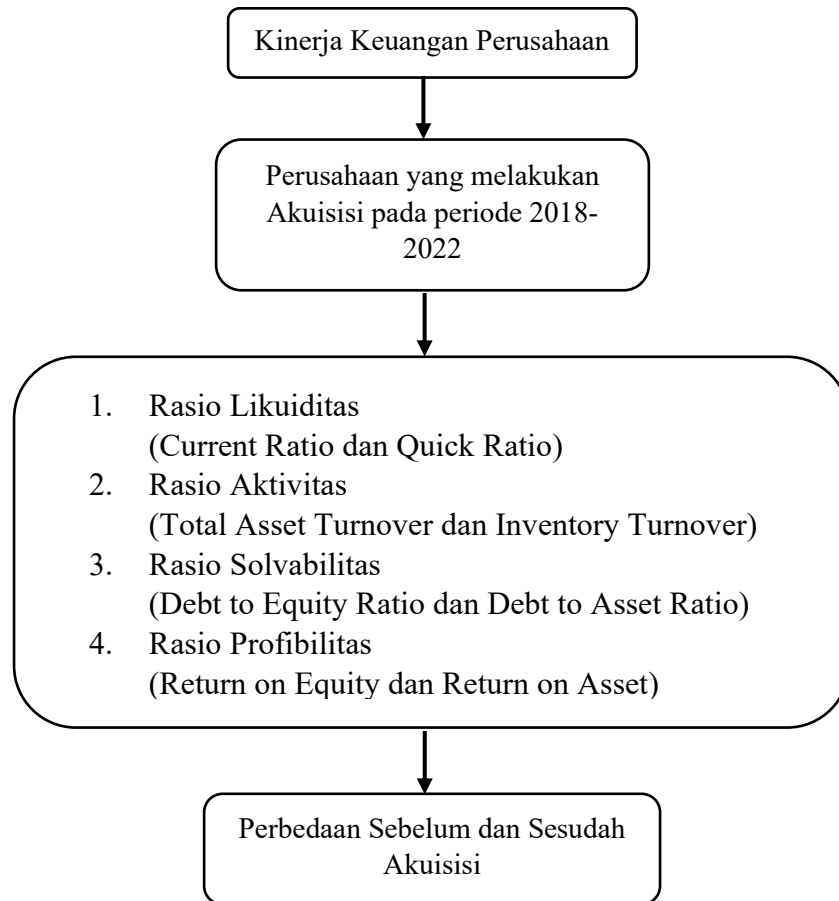 Kinerja Keuangan Perusahaan
Perusahaan yang melakukan
Akuisisi pada periode 2018-
2022
1. Rasio Likuiditas
(Current Ratio dan Quick Ratio)
2. Rasio Aktivitas
(Total Asset Turnover dan Inventory Turnover)
3. Rasio Solvabilitas
(Debt to Equity Ratio dan Debt to Asset Ratio)
4. Rasio Profibilitas
(Return on Equity dan Return on Asset)
Perbedaan Sebelum dan Sesudah
Akuisisi